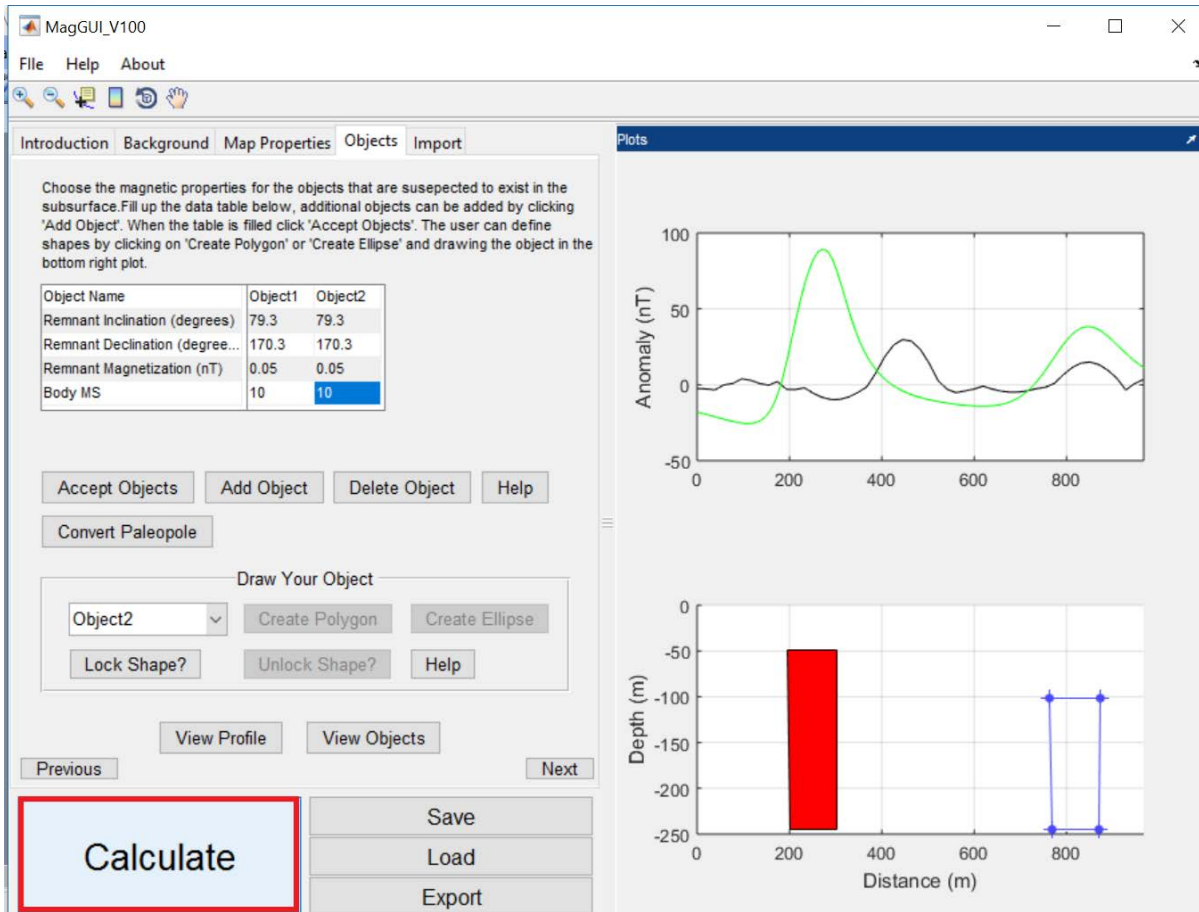 MagGUI_V100
FIle Help About
Introduction Background Map Properties Objects Import
Choose the magnetic properties for the objects that are susepected to exist in the
subsurface.Fill up the data table below, additional objects can be added by clicking
'Add Object'. When the table is filled click 'Accept Objects'. The user can define
shapes by clicking on 'Create Polygon' or 'Create Ellipse' and drawing the object in the
bottom right plot.
Object Name Object1 Object2
Remnant Inclination (degrees) 79.3 79.3
Remnant Declination (degree... 170.3 170.3
Remnant Magnetization (nT) 0.05 0.05
Body MS 10 10
Accept Objects Add Object Delete Object Help
Convert Paleopole
Draw Your Object
Object2 Create Polygon Create Ellipse
Lock Shape? Unlock Shape? Help
View Profile View Objects
Previous Next
Calculate
Save
Load
Export
Plots
Anomaly (nT)
100
50
0
-50
0 200 400 600 800
Depth (m)
0
-50
-100
-150
-200
-250
0 200 400 600 800
Distance (m)